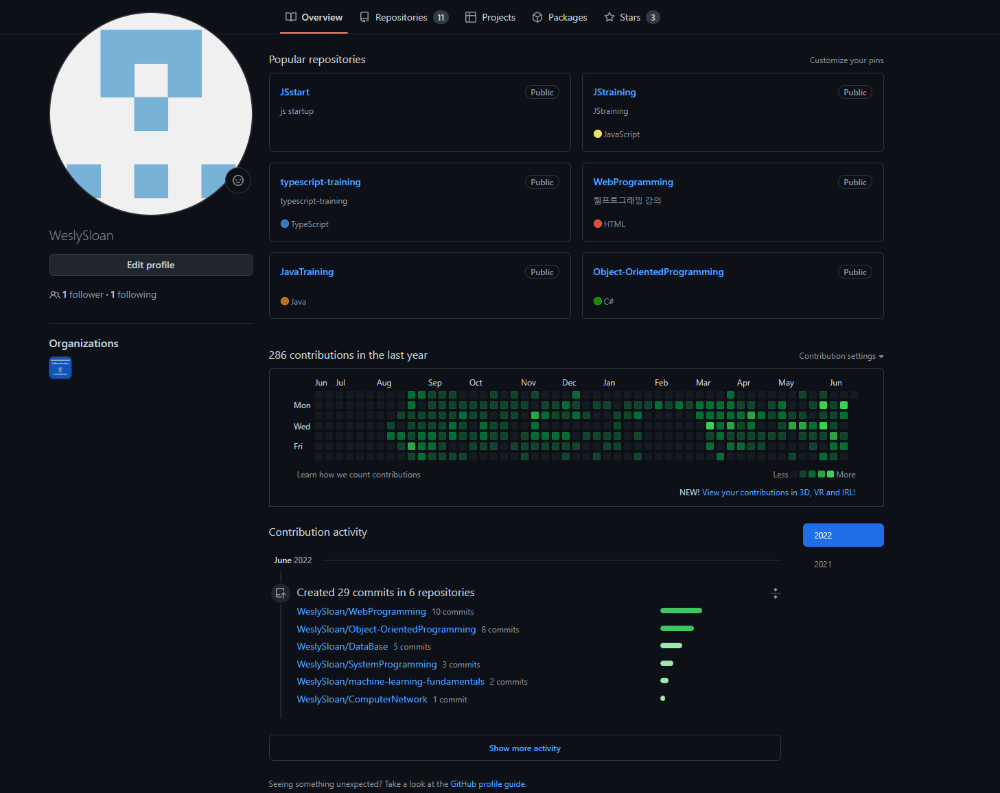 Overview Repositories 11 Projects Packages Stars 3
WeslySloan
Edit profile
1 follower · 1 following
Organizations
Popular repositories Customize your pins
JSstart Public
js startup
JStraining Public
JStraining
JavaScript
typescript-training Public
typescript-training
TypeScript
WebProgramming Public
웹프로그래밍 강의
HTML
JavaTraining Public
Java
Object-OrientedProgramming Public
C#
286 contributions in the last year Contribution settings
Jun Jul Aug Sep Oct Nov Dec Jan Feb Mar Apr May Jun
Mon
Wed
Fri
Learn how we count contributions Less More
NEW! View your contributions in 3D, VR and IRL!
Contribution activity
2022
2021
June 2022
Created 29 commits in 6 repositories
WeslySloan/WebProgramming 10 commits
WeslySloan/Object-OrientedProgramming 8 commits
WeslySloan/DataBase 5 commits
WeslySloan/SystemProgramming 3 commits
WeslySloan/machine-learning-fundamentals 2 commits
WeslySloan/ComputerNetwork 1 commit
Show more activity
Seeing something unexpected? Take a look at the GitHub profile guide.